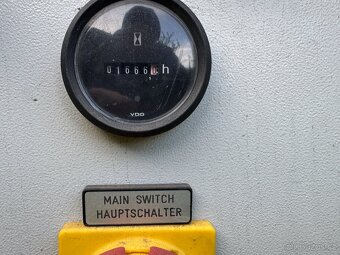 01666 h
VDO
MAIN SWITCH
HAUPTSCHALTER